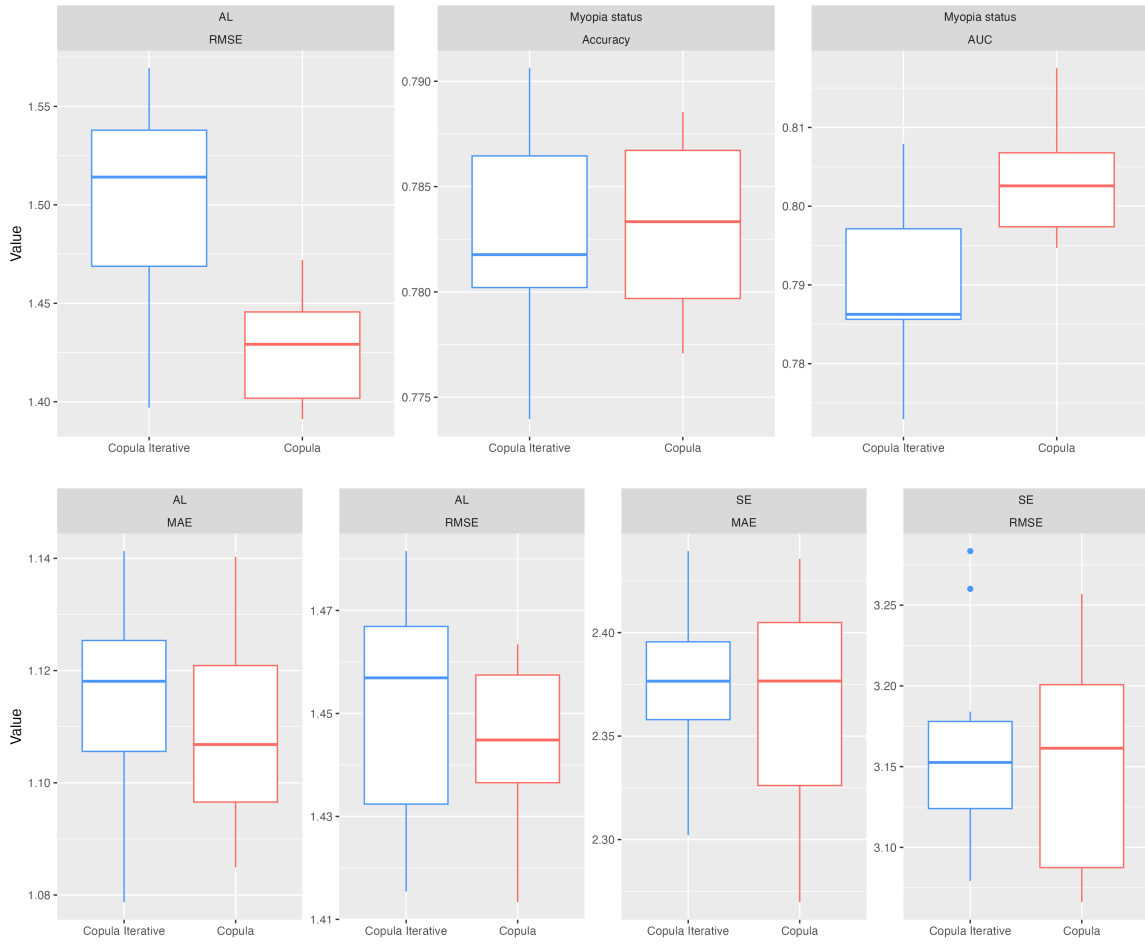 AL
RMSE
Myopia status
Accuracy
Myopia status
AUC
Value
1.55
1.50
1.45
1.40
0.790
0.785
0.780
0.775
0.81
0.80
0.79
0.78
Copula Iterative
Copula
Copula Iterative
Copula
Copula Iterative
Copula
AL
MAE
AL
RMSE
SE
MAE
SE
RMSE
Value
1.14
1.12
1.10
1.08
1.47
1.45
1.43
1.41
2.40
2.35
2.30
3.25
3.20
3.15
3.10
Copula Iterative
Copula
Copula Iterative
Copula
Copula Iterative
Copula
Copula Iterative
Copula